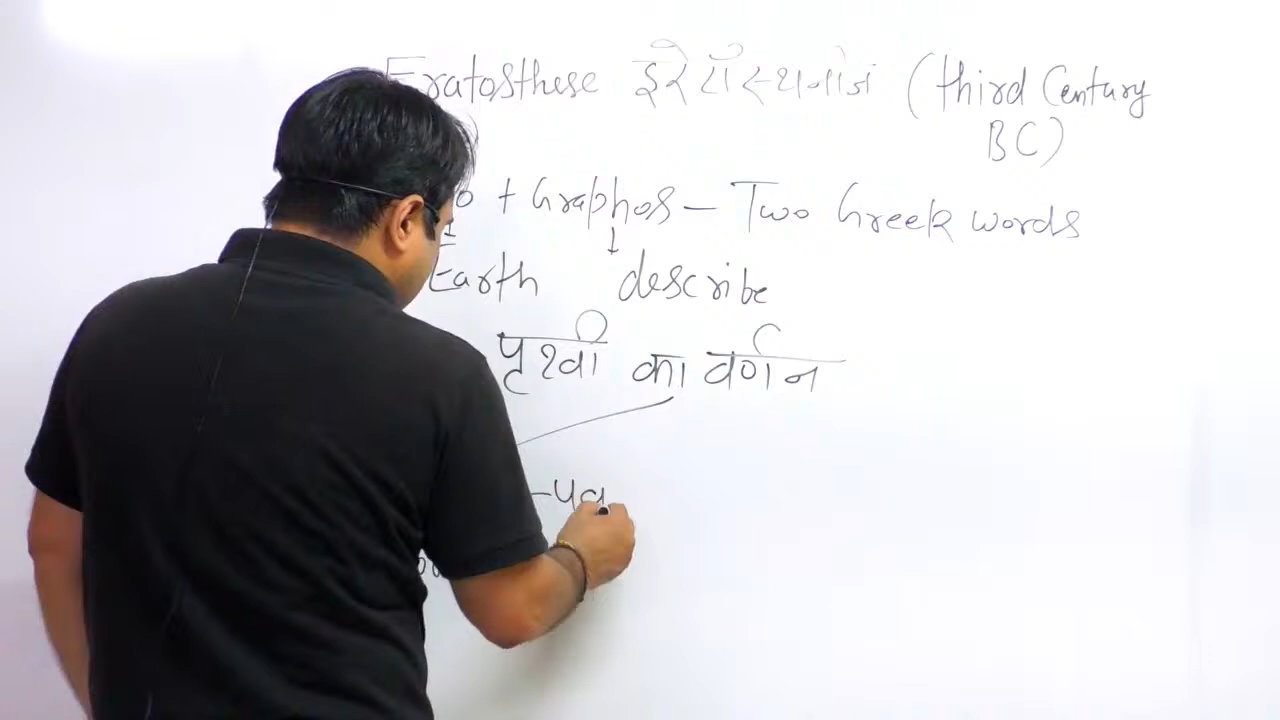 Eratosthese इरेटॉस्थनीज (third Century
BC)
o + Graphos – Two Greek words
Earth describe
पृथ्वी का वर्णन